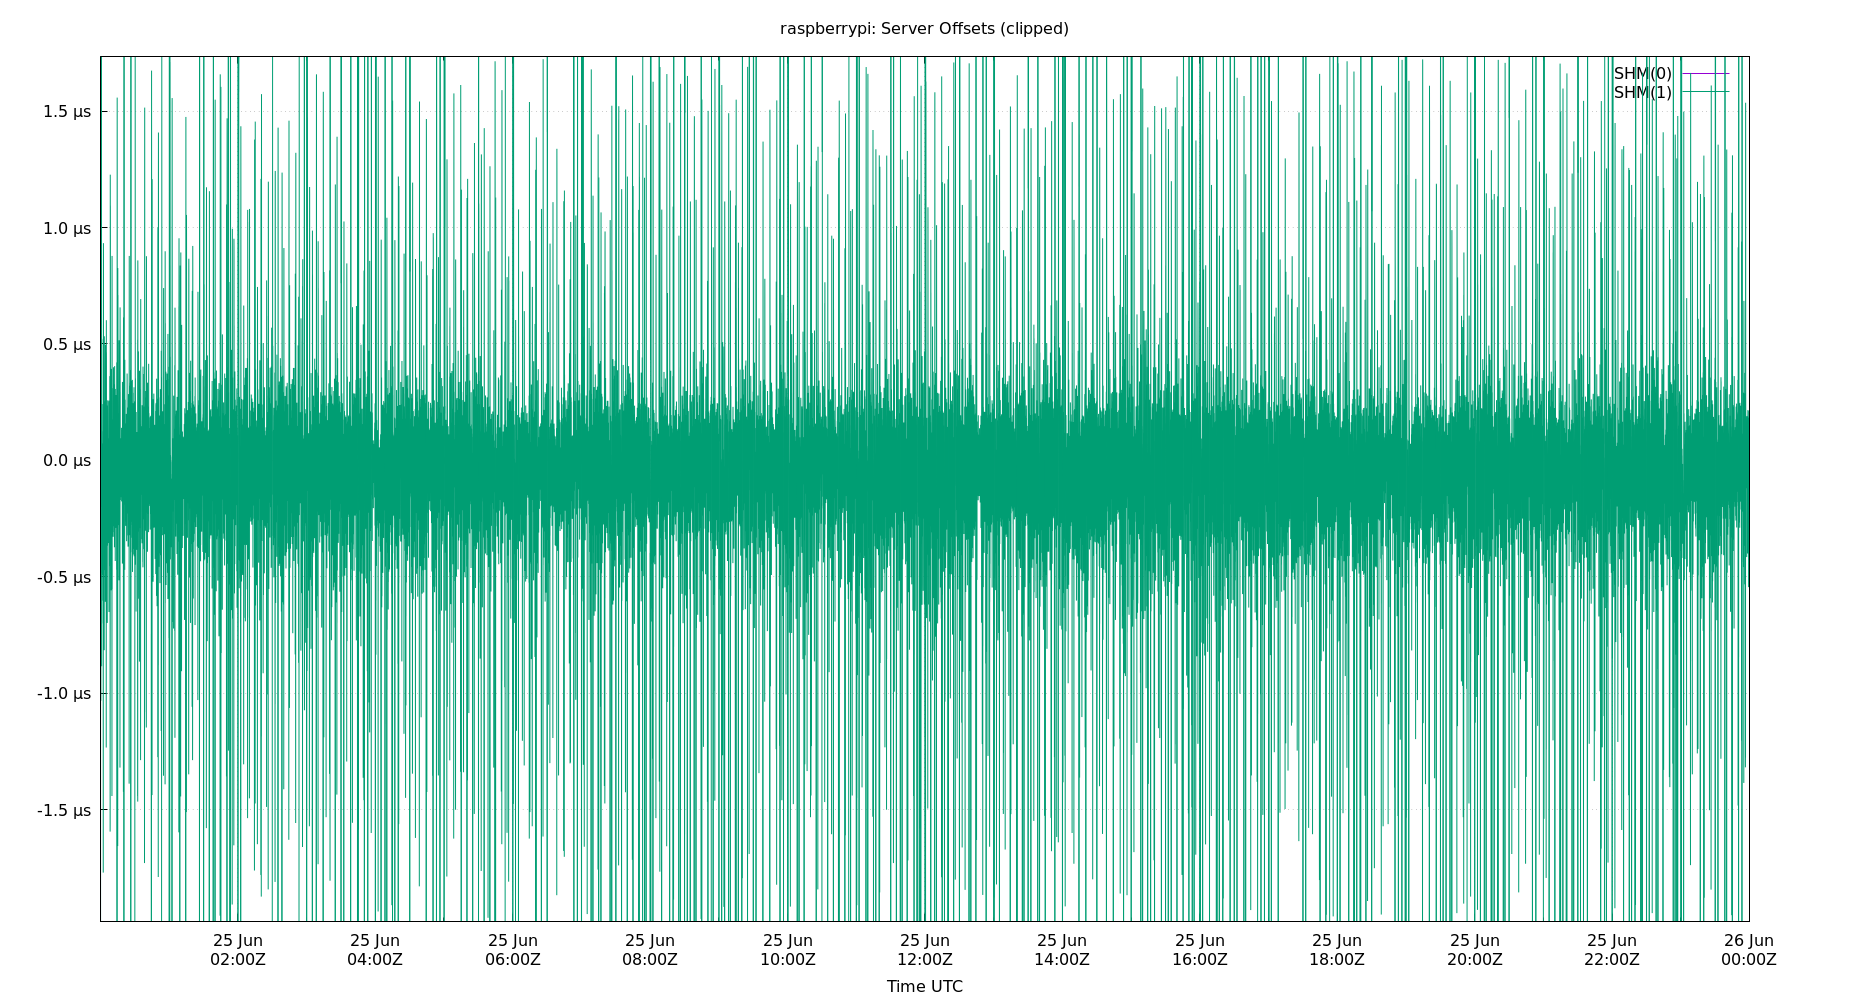 raspberrypi: Server Offsets (clipped)
SHM(0)
SHM(1)
1.5 µs
1.0 µs
0.5 µs
0.0 µs
-0.5 µs
-1.0 µs
-1.5 µs
25 Jun 25 Jun 25 Jun 25 Jun 25 Jun 25 Jun 25 Jun 25 Jun 25 Jun 25 Jun 25 Jun 26 Jun
02:00Z 04:00Z 06:00Z 08:00Z 10:00Z 12:00Z 14:00Z 16:00Z 18:00Z 20:00Z 22:00Z 00:00Z
Time UTC